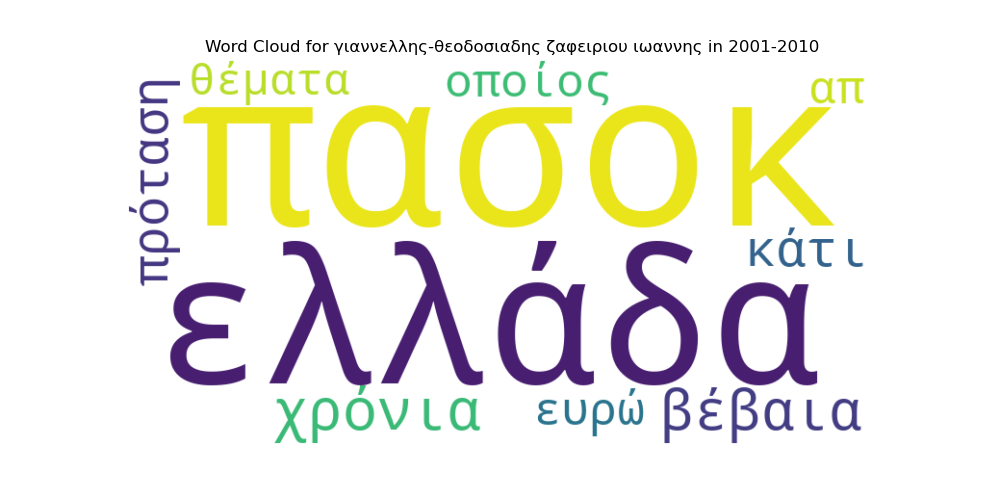 Word Cloud for γιαννελλης-θεοδοσιαδης ζαφειριου ιωαννης in 2001-2010
θέματα
οποίος
απ
πρόταση
πασοκ
κάτι
ελλάδα
χρόνια
ευρώ
βέβαια